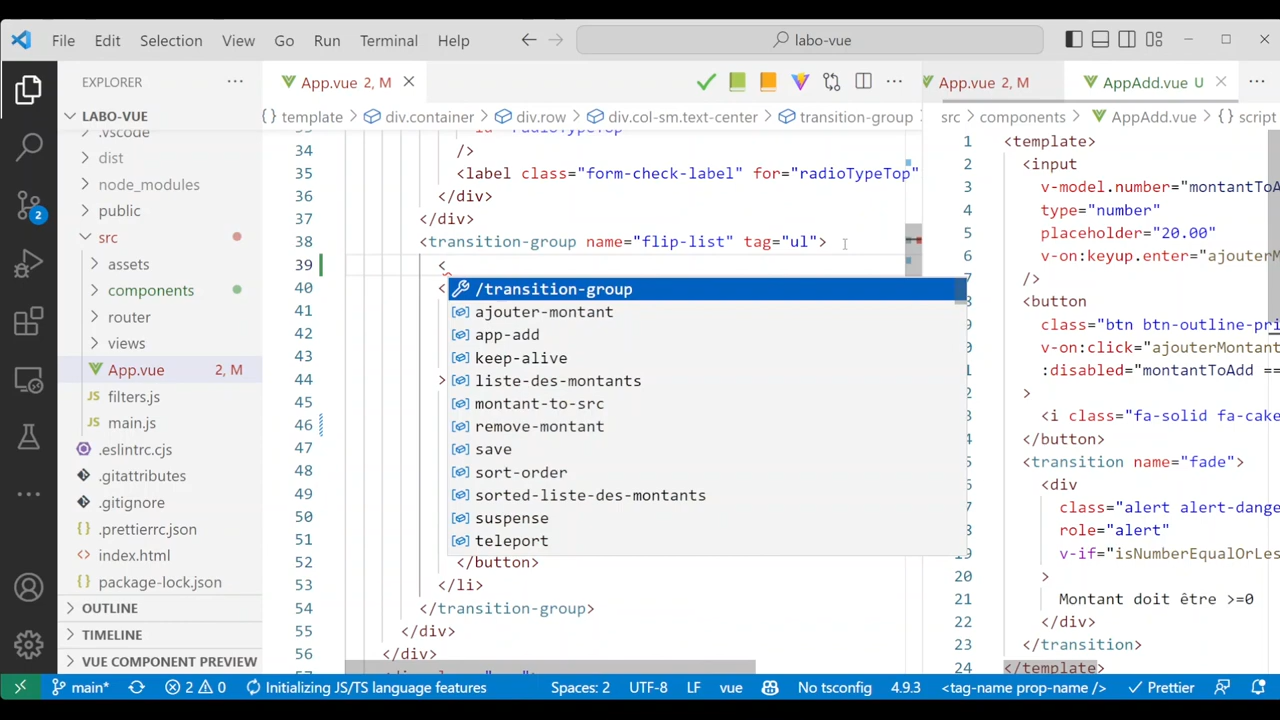 File Edit Selection View Go Run Terminal Help labo-vue
EXPLORER
LABO-VUE
.vscode
dist
node_modules
public
src
assets
components
router
views
App.vue 2, M
JS filters.js
JS main.js
.eslintrc.cjs
.gitattributes
.gitignore
.prettierrc.json
index.html
package-lock.json
OUTLINE
TIMELINE
VUE COMPONENT PREVIEW
2
App.vue 2, M
{ } template > div.container > div.row > div.col-sm.text-center > transition-group
34 />
35 <label class="form-check-label" for="radioTypeTop"
36 </div>
37 </div>
38 <transition-group name="flip-list" tag="ul">
39 <
40 <
41
42
43
44 >
45
46
47
48
49
50
51
52 </button>
53 </li>
54 </transition-group>
55 </div>
56 </div>
/transition-group
ajouter-montant
app-add
keep-alive
liste-des-montants
montant-to-src
remove-montant
save
sort-order
sorted-liste-des-montants
suspense
teleport
App.vue 2, M AppAdd.vue U
src > components > AppAdd.vue > { } script
1 <template>
2 <input
3 v-model.number="montantToA
4 type="number"
5 placeholder="20.00"
6 v-on:keyup.enter="ajouterM
7 />
8 <button
class="btn btn-outline-pri
v-on:click="ajouterMontant
:disabled="montantToAdd ==
>
<i class="fa-solid fa-cake
</button>
<transition name="fade">
<div
class="alert alert-dange
role="alert"
v-if="isNumberEqualOrLes
20 >
21 Montant doit être >=0
22 </div>
23 </transition>
24 </template>
main* 2 0 Initializing JS/TS language features Spaces: 2 UTF-8 LF vue No tsconfig 4.9.3 <tag-name prop-name /> Prettier